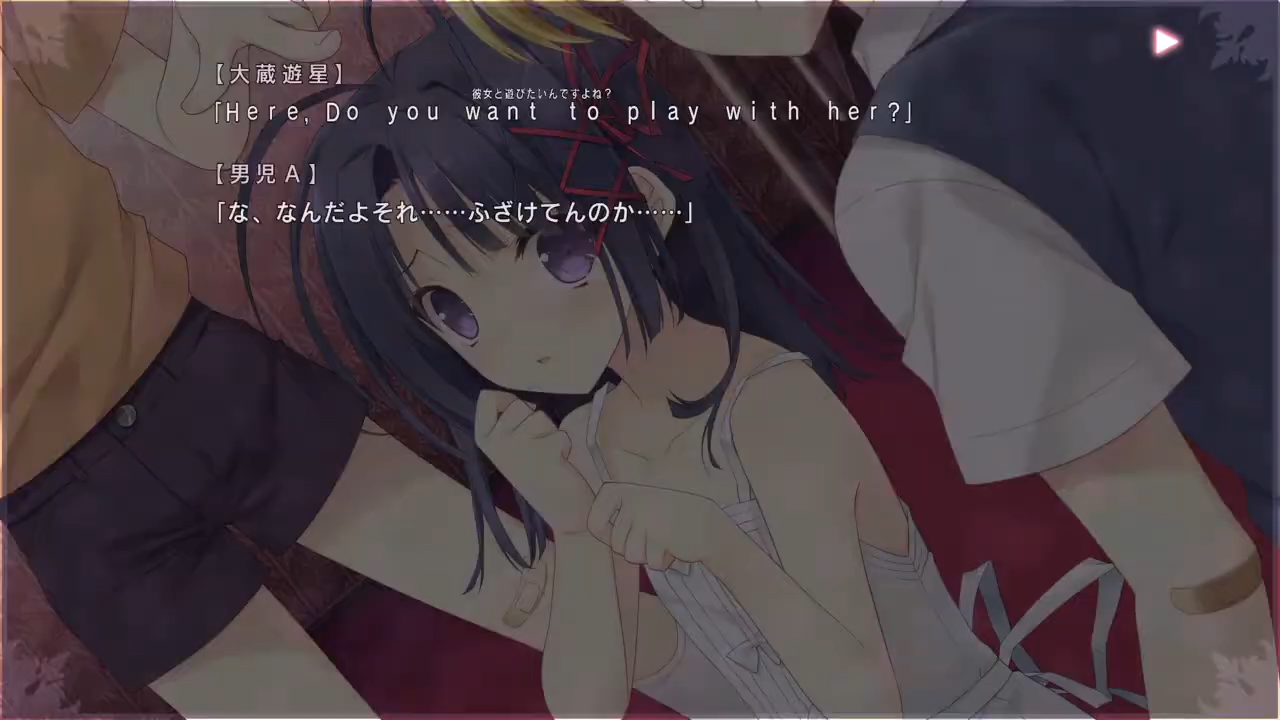 【大蔵遊星】
彼女と遊びたいんですよね？
「Here, Do you want to play with her?」
【男児Ａ】
「な、なんだよそれ……ふざけてんのか……」